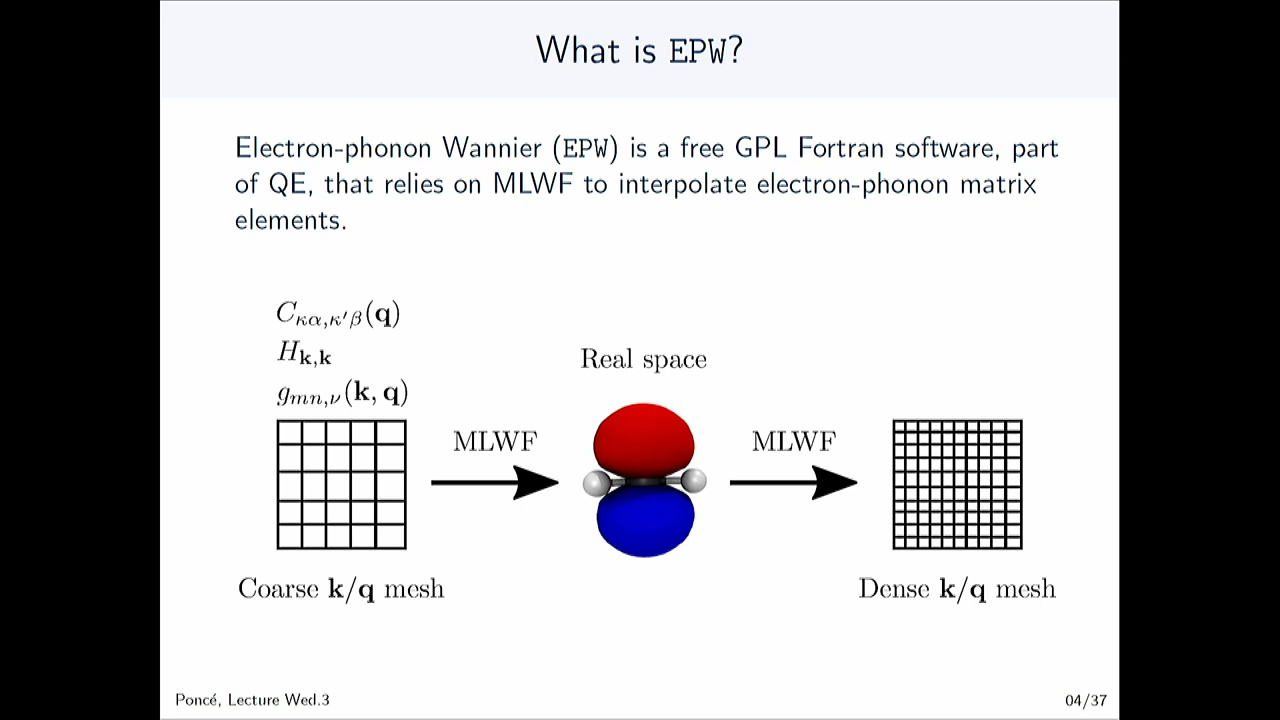 What is EPW?
Electron-phonon Wannier (EPW) is a free GPL Fortran software, part
of QE, that relies on MLWF to interpolate electron-phonon matrix
elements.
C_{κα,κ′β}(q)
H_{k,k}
g_{mn,ν}(k, q)
Real space
MLWF
MLWF
Coarse k/q mesh
Dense k/q mesh
Poncé, Lecture Wed.3
04/37